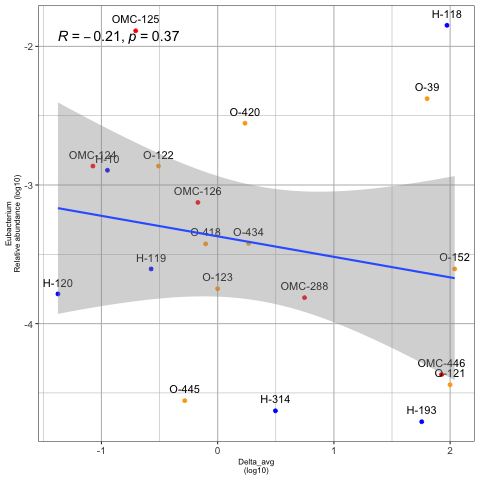 OMC-125
H-118
R = −0.21, p = 0.37
-2
O-39
O-420
OMC-124
H-10
O-122
-3
OMC-126
O-418
O-434
H-119
O-152
O-123
H-120
OMC-288
-4
OMC-446
O-121
O-445
H-314
H-193
-1
0
1
2
Delta_avg
(log10)
Eubacterium
Relative abundance (log10)